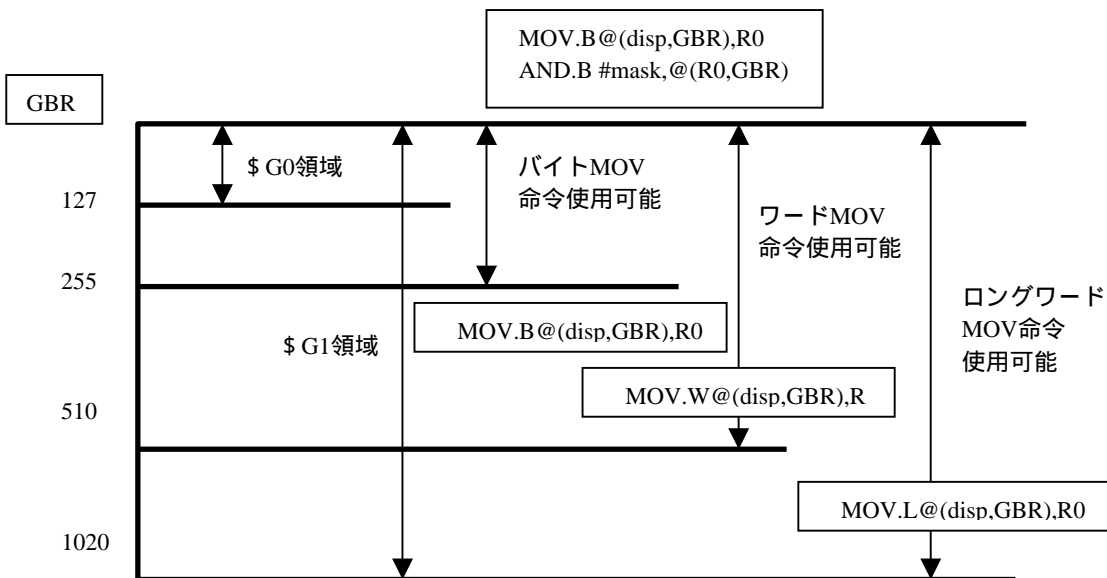 MOV.B@(disp,GBR),R0
AND.B #mask,@(R0,GBR)
GBR
＄G0領域
バイトMOV
命令使用可能
127
ワードMOV
命令使用可能
255
ロングワード
MOV命令
使用可能
MOV.B@(disp,GBR),R0
＄G1領域
MOV.W@(disp,GBR),R
510
MOV.L@(disp,GBR),R0
1020